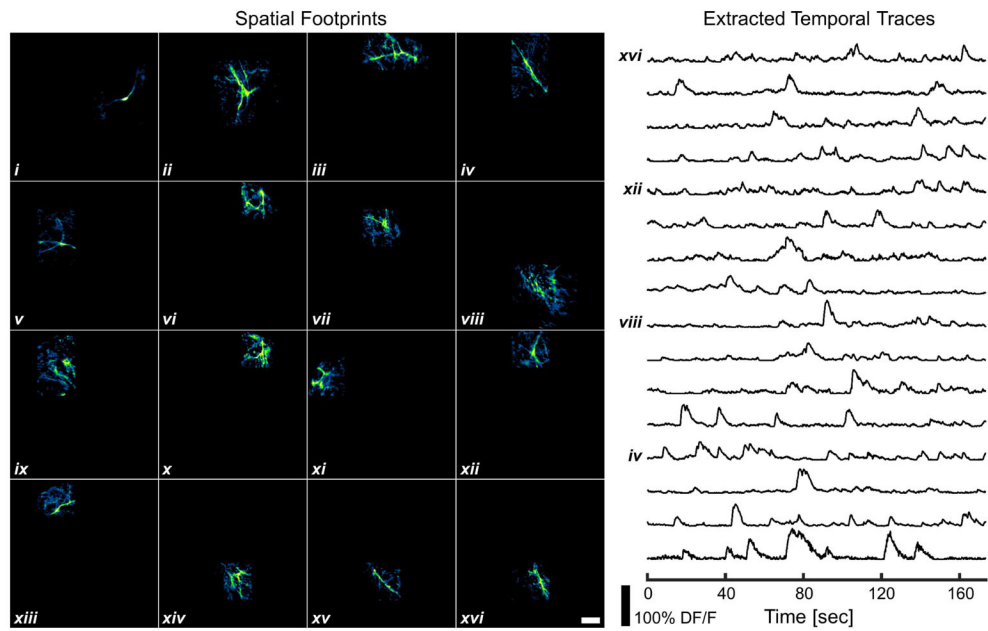 Spatial Footprints
Extracted Temporal Traces
i
ii
iii
iv
v
vi
vii
viii
ix
x
xi
xii
xiii
xiv
xv
xvi
xvi
xii
viii
iv
0 40 80 120 160
100% DF/F
Time [sec]